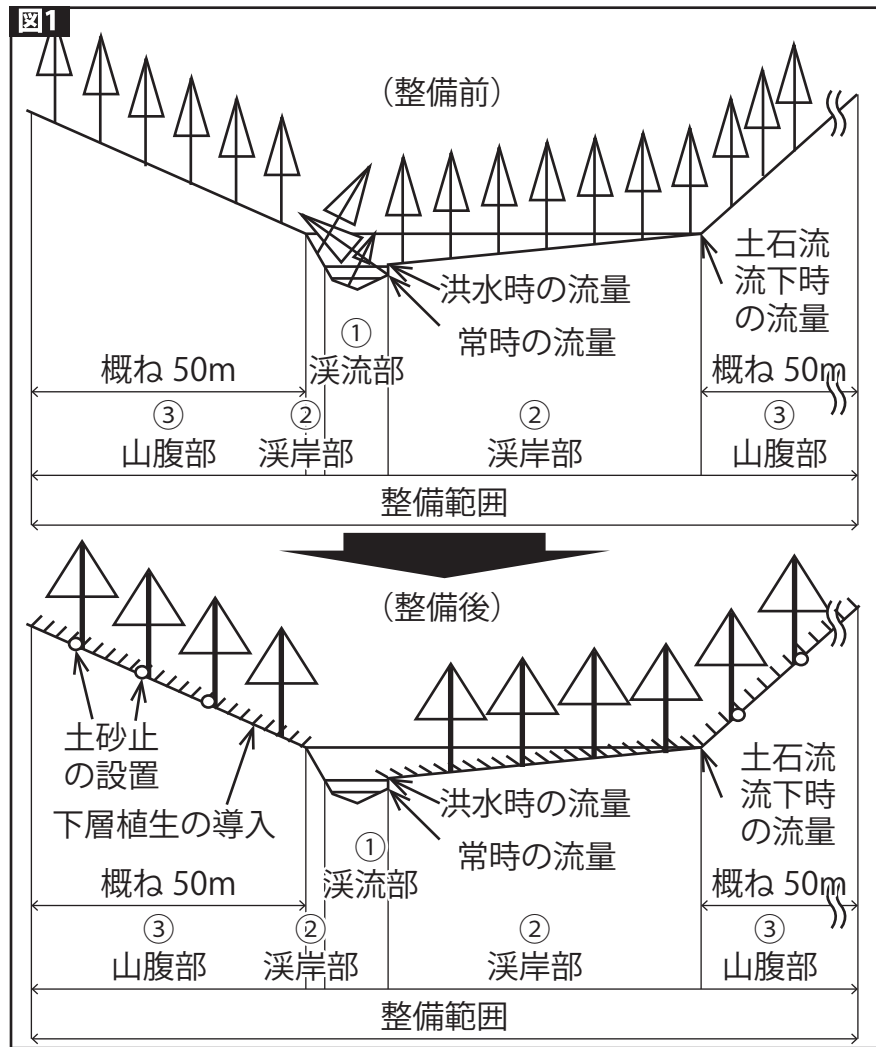 図1
（整備前）
土石流
流下時
の流量
洪水時の流量
常時の流量
①
渓流部
概ね 50m
概ね 50m
③
②
②
③
山腹部
渓岸部
渓岸部
山腹部
整備範囲
（整備後）
土砂止
の設置
下層植生の導入
土石流
流下時
の流量
洪水時の流量
常時の流量
①
渓流部
概ね 50m
概ね 50m
③
②
②
③
山腹部
渓岸部
渓岸部
山腹部
整備範囲